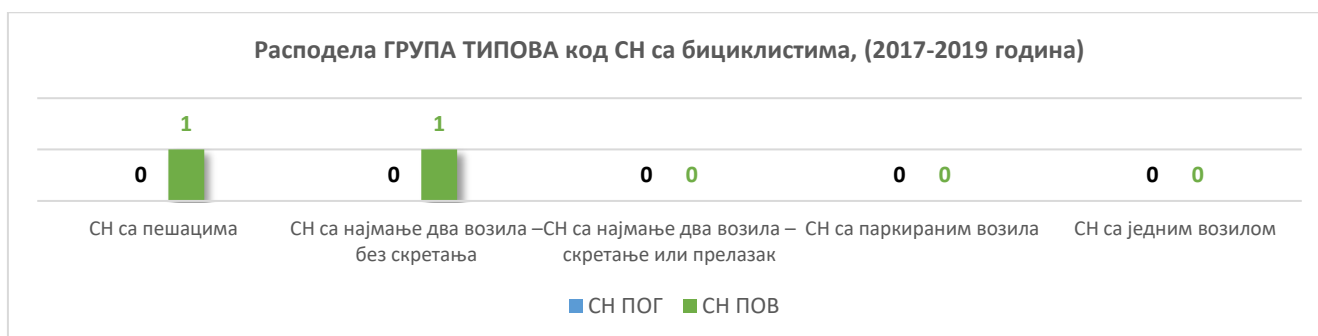 Расподела ГРУПА ТИПОВА код СН са бициклистима, (2017-2019 година)
1 1
0 0 0 0 0 0 0 0
СН са пешацима СН са најмање два возила – СН са најмање два возила – СН са паркираним возила СН са једним возилом
без скретања скретање или прелазак
СН ПОГ СН ПОВ